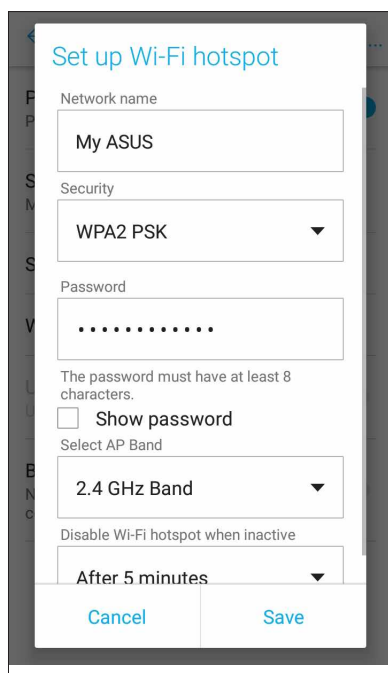 Set up Wi-Fi hotspot
Network name
My ASUS
Security
WPA2 PSK
Password
••••••••••••
The password must have at least 8
characters.
Show password
Select AP Band
2.4 GHz Band
Disable Wi-Fi hotspot when inactive
After 5 minutes
Cancel
Save